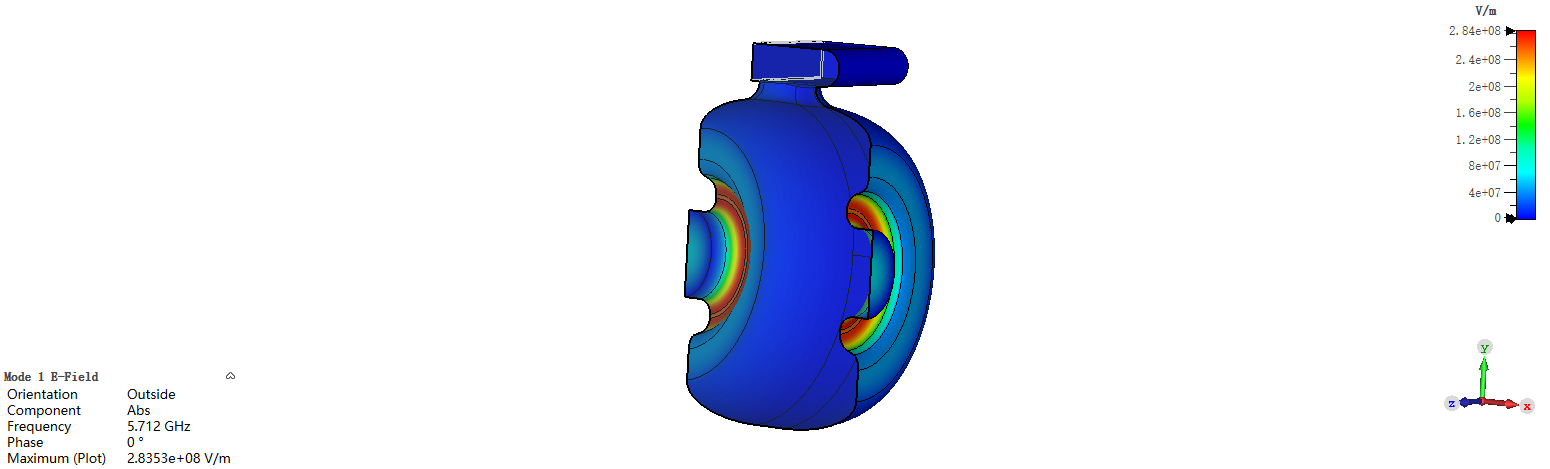 V/m
2.84e+08
2.4e+08
2e+08
1.6e+08
1.2e+08
8e+07
4e+07
0
y
z
x
Mode 1 E-Field
Orientation Outside
Component Abs
Frequency 5.712 GHz
Phase 0 °
Maximum (Plot) 2.8353e+08 V/m